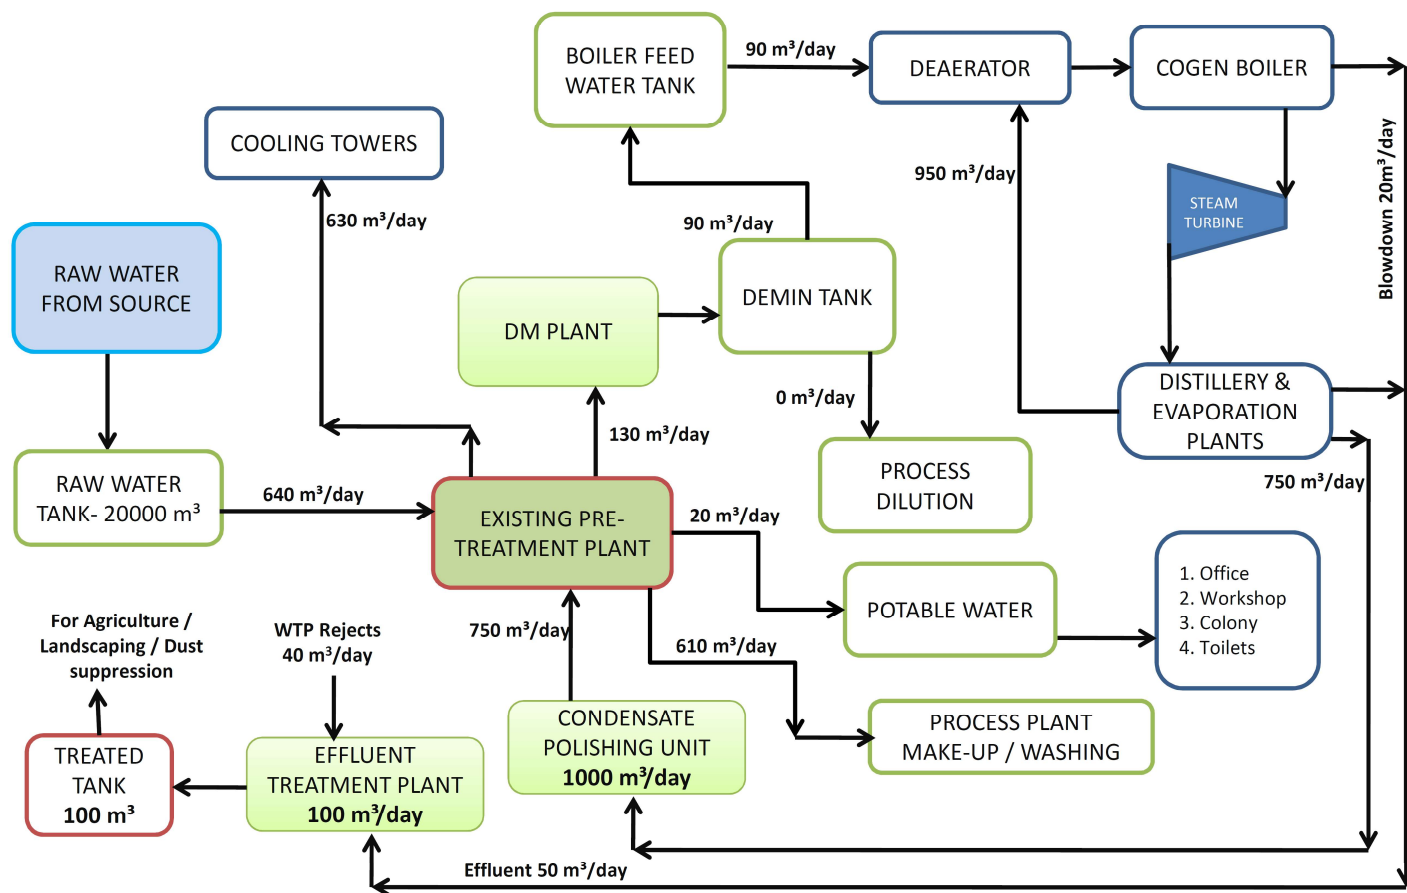 BOILER FEED
WATER TANK
90 m³/day
DEAERATOR
COGEN BOILER
COOLING TOWERS
630 m³/day
950 m³/day
Blowdown 20m³/day
STEAM
TURBINE
90 m³/day
RAW WATER
FROM SOURCE
DM PLANT
DEMIN TANK
0 m³/day
130 m³/day
DISTILLERY &
EVAPORATION
PLANTS
750 m³/day
RAW WATER
TANK- 20000 m³
640 m³/day
EXISTING PRE-
TREATMENT PLANT
PROCESS
DILUTION
20 m³/day
POTABLE WATER
1. Office
2. Workshop
3. Colony
4. Toilets
750 m³/day
610 m³/day
For Agriculture /
Landscaping / Dust
suppression
WTP Rejects
40 m³/day
TREATED
TANK
100 m³
EFFLUENT
TREATMENT PLANT
100 m³/day
CONDENSATE
POLISHING UNIT
1000 m³/day
PROCESS PLANT
MAKE-UP / WASHING
Effluent 50 m³/day